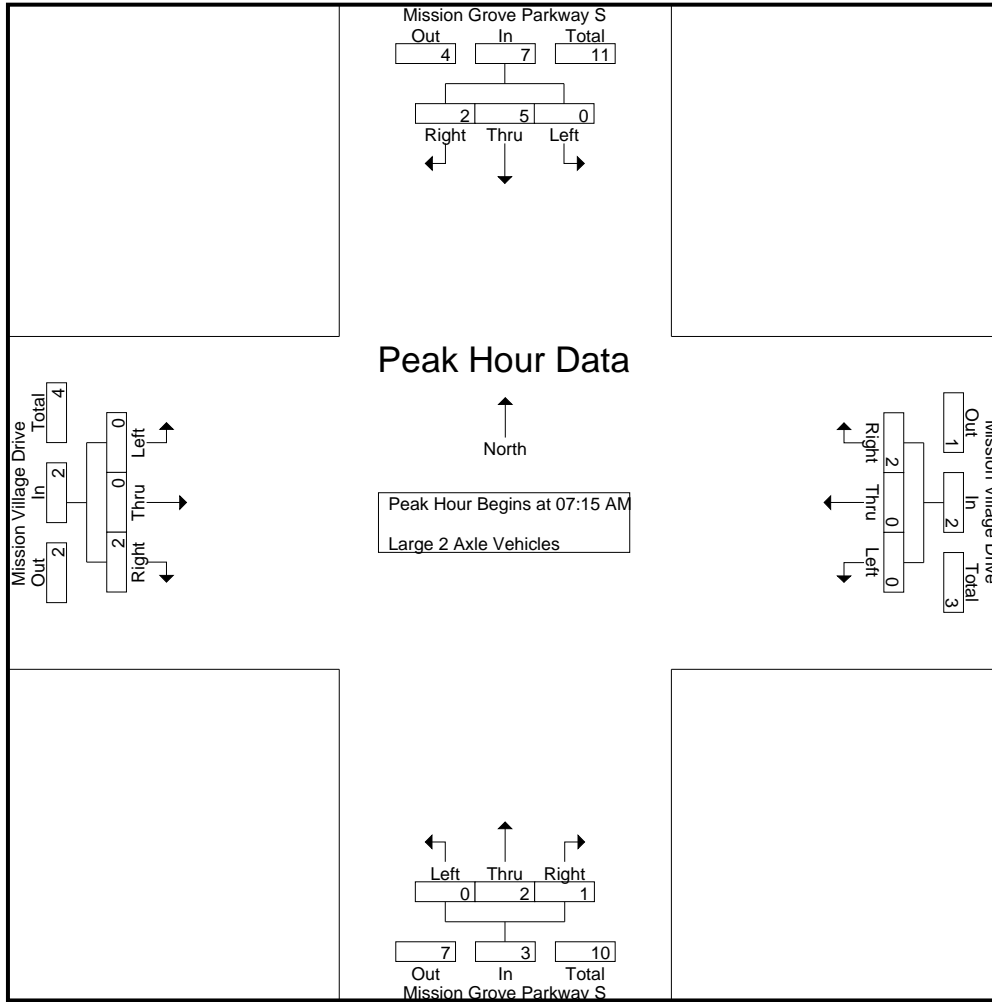 Mission Grove Parkway S
Out In Total
4 7 11
2 5 0
Right Thru Left
Peak Hour Data
North
Peak Hour Begins at 07:15 AM
Large 2 Axle Vehicles
Mission Village Drive
Out In Total
2 2 4
Left Thru Right
0 0 2
Mission Village Drive
Out In Total
1 2 3
Right Thru Left
2 0 0
Left Thru Right
0 2 1
7 3 10
Out In Total
Mission Grove Parkway S